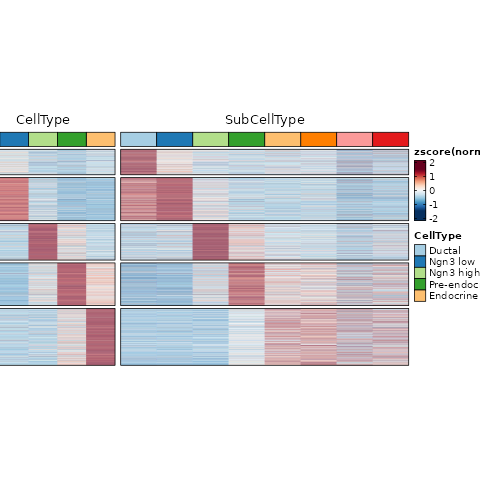 CellType
SubCellType
zscore(norm
2
1
0
-1
-2
CellType
Ductal
Ngn3 low
Ngn3 high
Pre-endoc
Endocrine